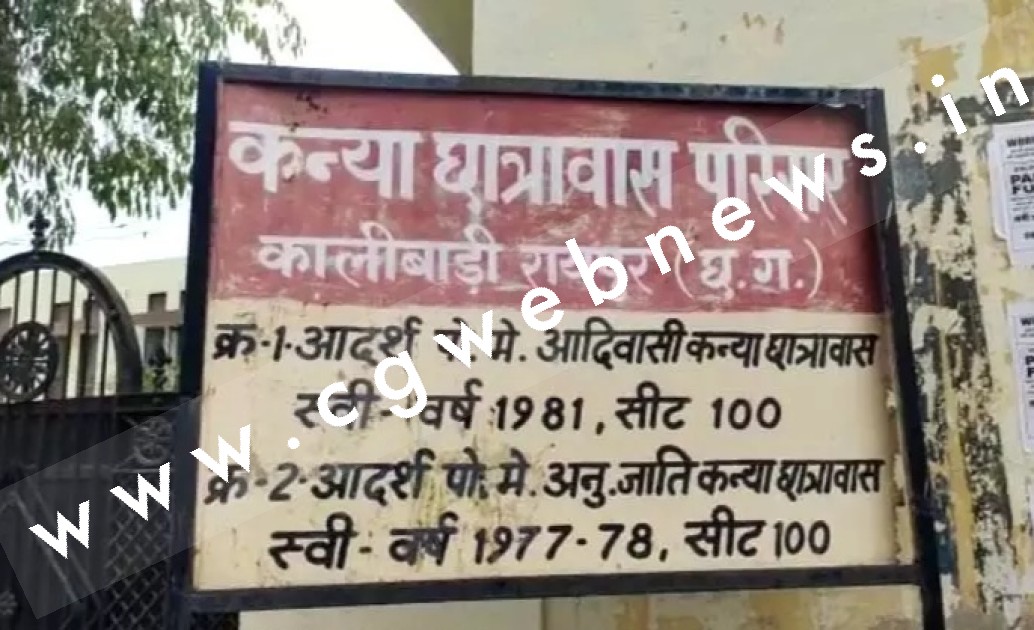 कन्या छात्रावास परिसर
कालीबाड़ी रायपुर (छ.ग.)
क्र-1-आदर्श पो.मे. आदिवासी कन्या छात्रावास
स्वी- वर्ष 1981, सीट 100
क्र-2-आदर्श पो.मे. अनु.जाति कन्या छात्रावास
स्वी- वर्ष 1977-78, सीट 100
www.cgwebnews.in